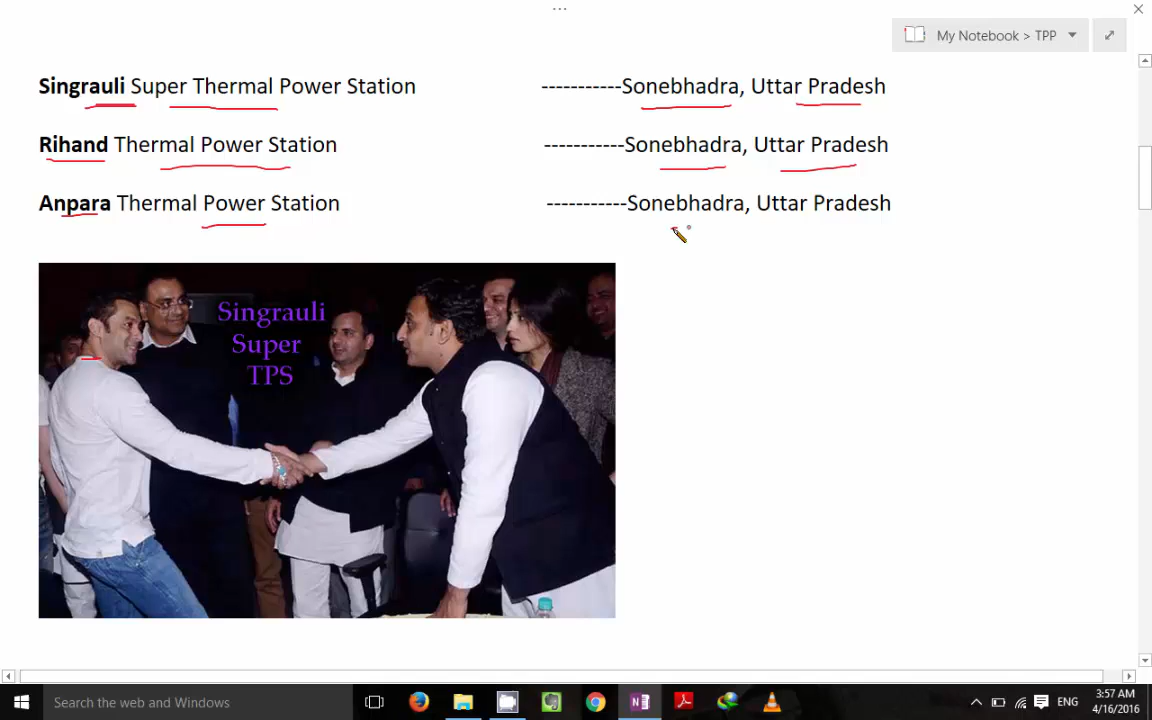 ...
My Notebook > TPP
Singrauli Super Thermal Power Station -----------Sonebhadra, Uttar Pradesh
Rihand Thermal Power Station -----------Sonebhadra, Uttar Pradesh
Anpara Thermal Power Station -----------Sonebhadra, Uttar Pradesh
Singrauli
Super
TPS
Search the web and Windows
ENG
3:57 AM
4/16/2016